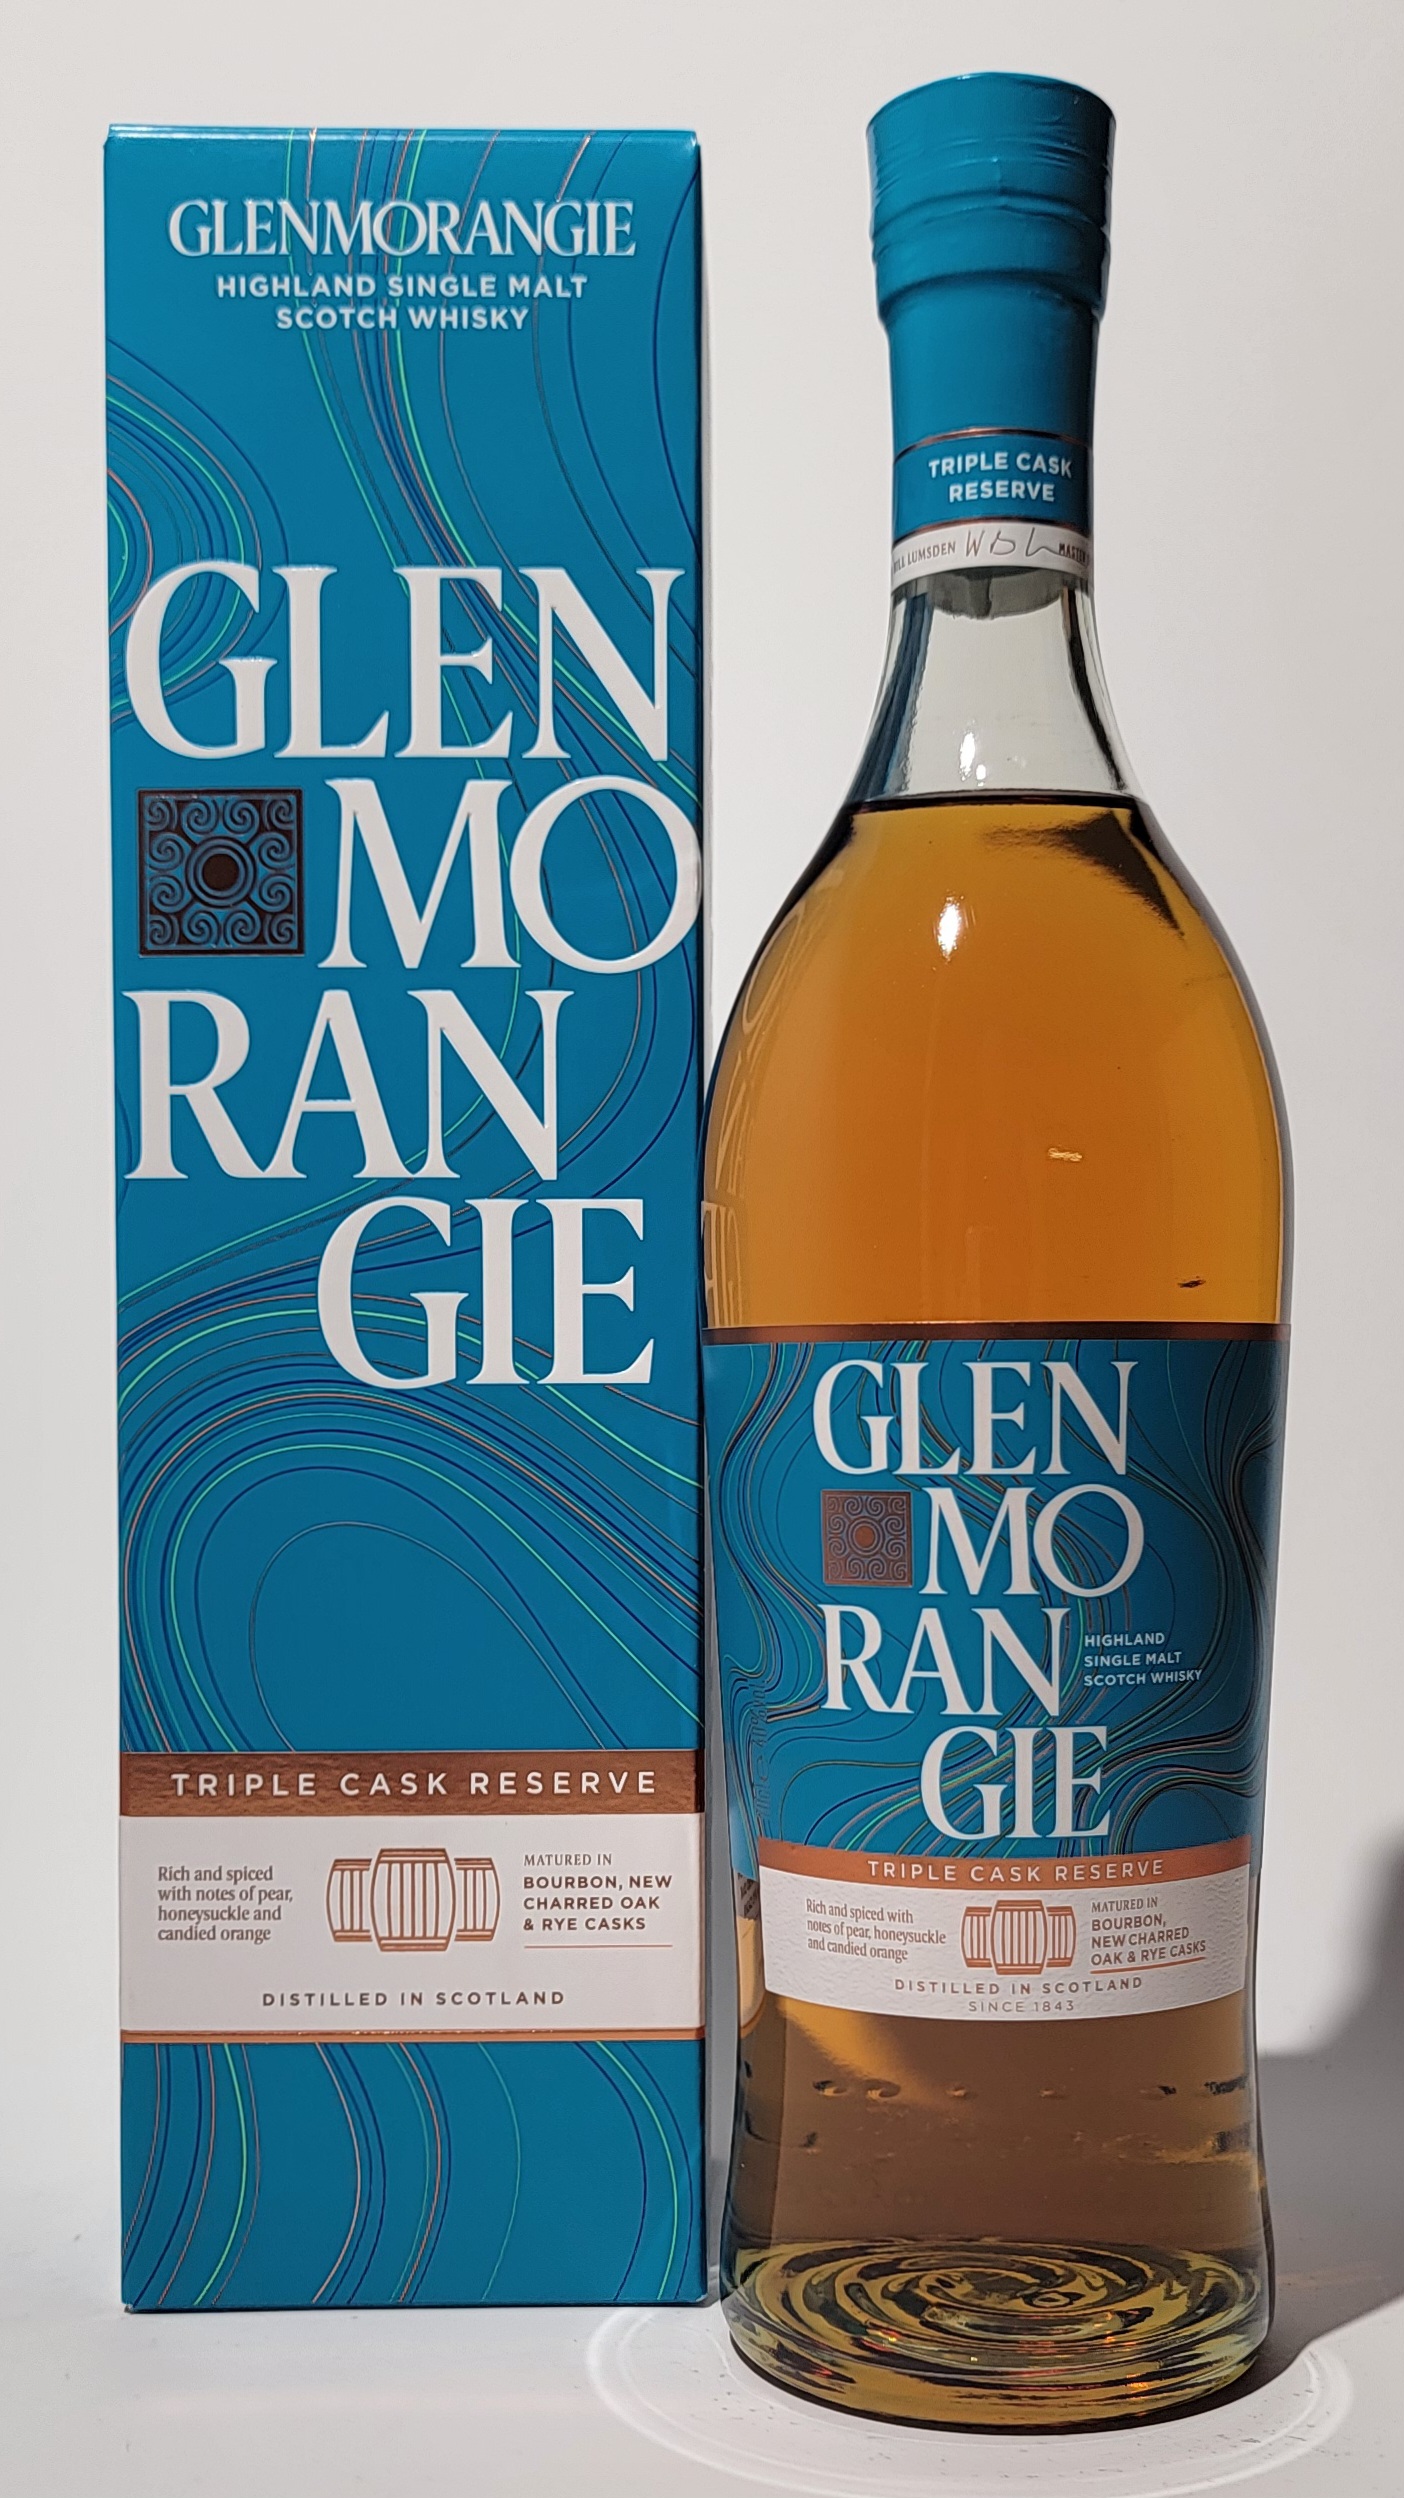 GLENMORANGIE
HIGHLAND SINGLE MALT
SCOTCH WHISKY
GLEN
MO
RAN
GIE
TRIPLE CASK RESERVE
Rich and spiced
with notes of pear,
honeysuckle and
candied orange
MATURED IN
BOURBON, NEW
CHARRED OAK
& RYE CASKS
DISTILLED IN SCOTLAND
TRIPLE CASK
RESERVE
LUMSDEN
GLEN
MO
RAN
HIGHLAND
SINGLE MALT
SCOTCH WHISKY
GIE
TRIPLE CASK RESERVE
Rich and spiced with
notes of pear, honeysuckle
and candied orange
MATURED IN
BOURBON,
NEW CHARRED
OAK & RYE CASKS
DISTILLED IN SCOTLAND
SINCE 1843